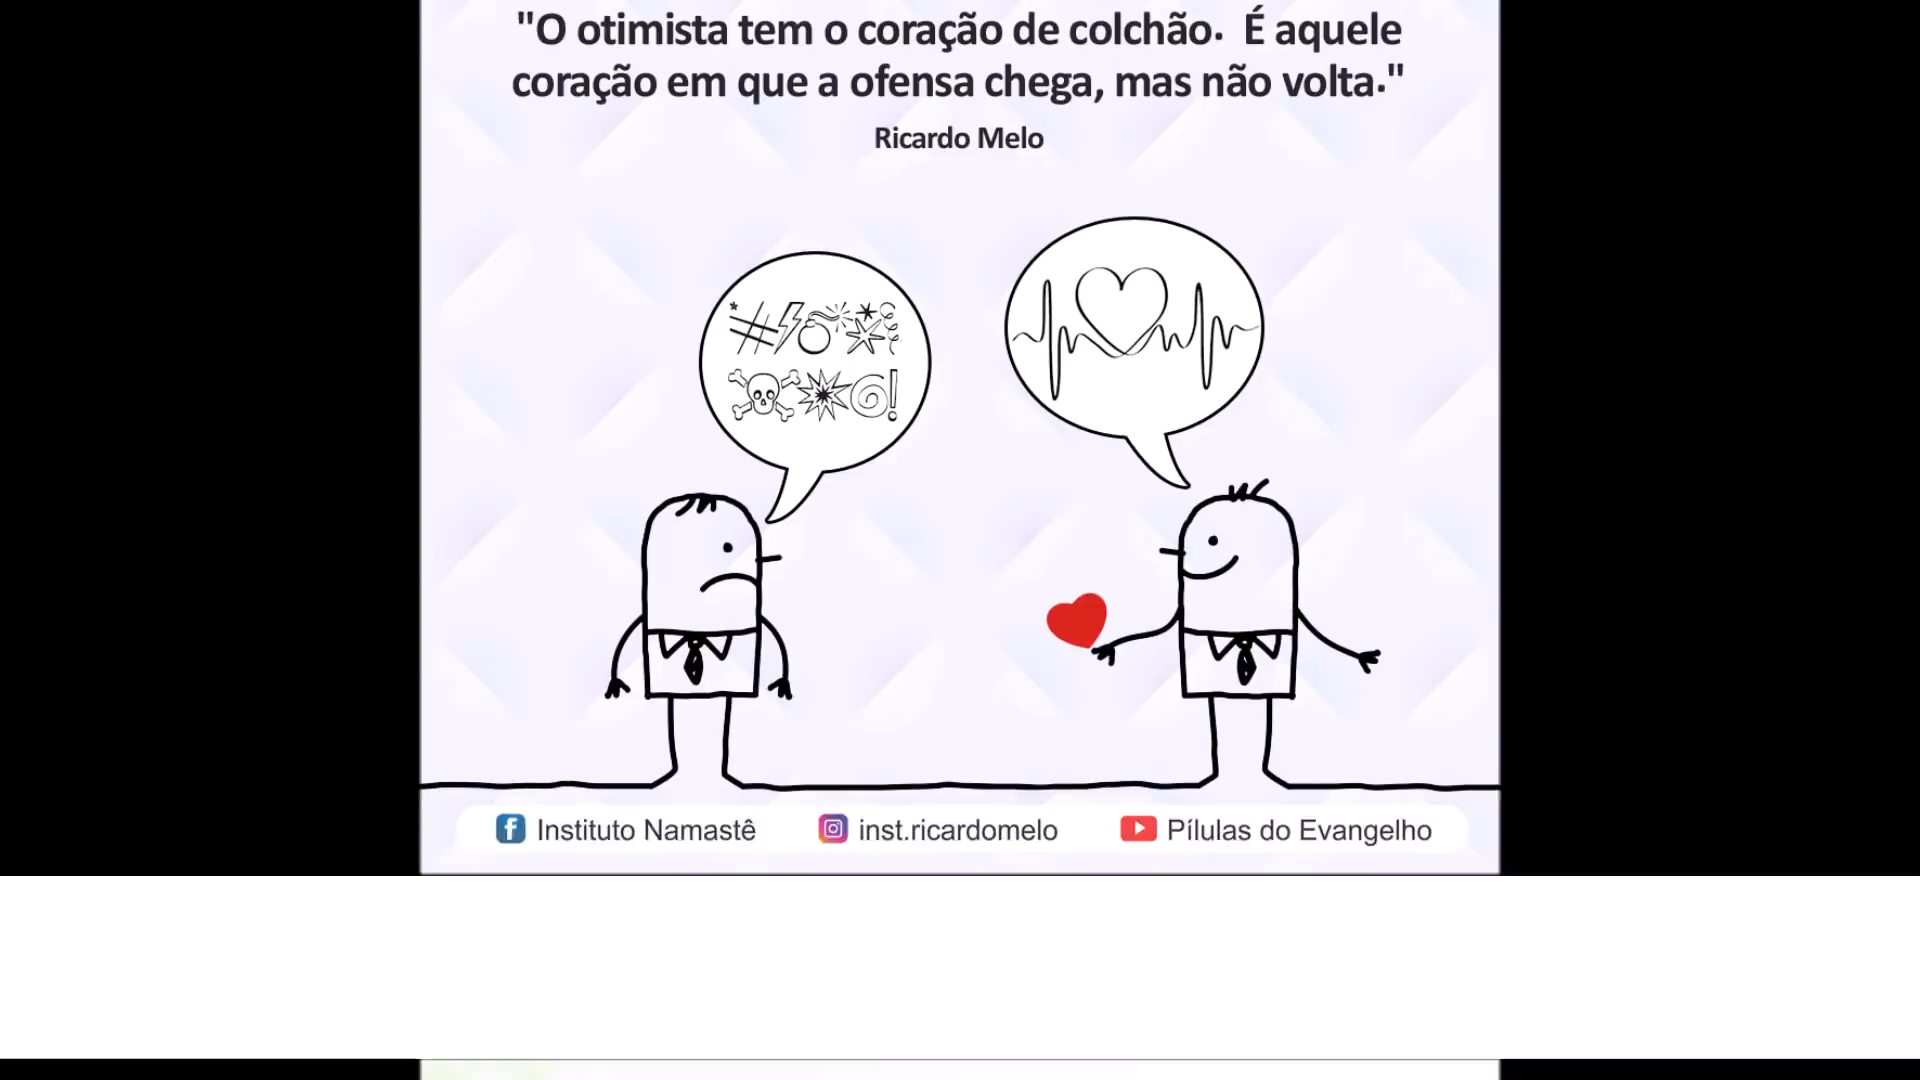 "O otimista tem o coração de colchão. É aquele
coração em que a ofensa chega, mas não volta."
Ricardo Melo
Instituto Namastê
inst.ricardomelo
Pílulas do Evangelho